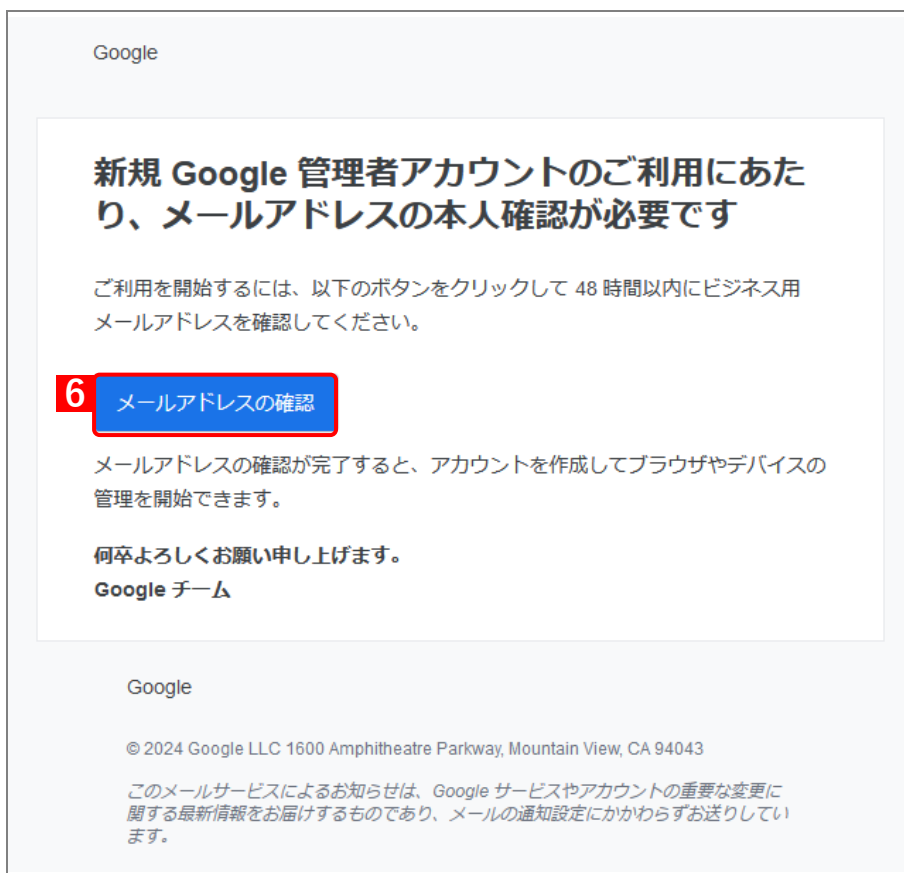 Google
新規 Google 管理者アカウントのご利用にあた
り、メールアドレスの本人確認が必要です
ご利用を開始するには、以下のボタンをクリックして 48 時間以内にビジネス用
メールアドレスを確認してください。
6
メールアドレスの確認
メールアドレスの確認が完了すると、アカウントを作成してブラウザやデバイスの
管理を開始できます。
何卒よろしくお願い申し上げます。
Google チーム
Google
© 2024 Google LLC 1600 Amphitheatre Parkway, Mountain View, CA 94043
このメールサービスによるお知らせは、Google サービスやアカウントの重要な変更に
関する最新情報をお届けするものであり、メールの通知設定にかかわらずお送りしてい
ます。